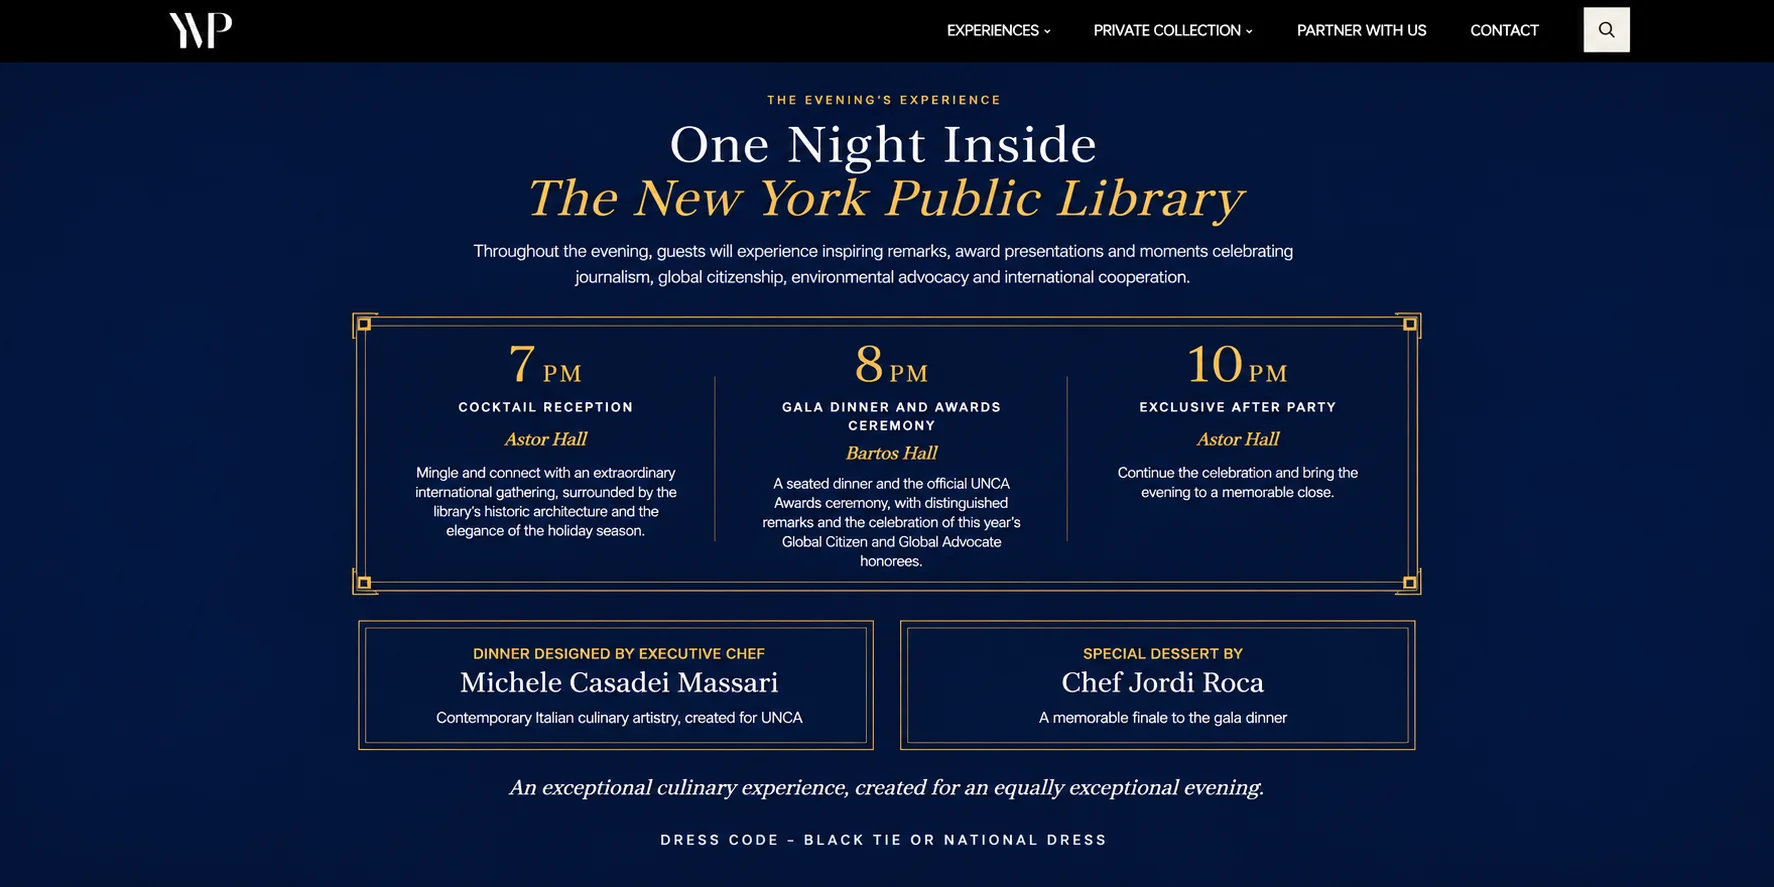 YVP
EXPERIENCES
PRIVATE COLLECTION
PARTNER WITH US
CONTACT
THE EVENING'S EXPERIENCE
One Night Inside
The New York Public Library
Throughout the evening, guests will experience inspiring remarks, award presentations and moments celebrating
journalism, global citizenship, environmental advocacy and international cooperation.
7 PM
COCKTAIL RECEPTION
Astor Hall
Mingle and connect with an extraordinary
international gathering, surrounded by the
library's historic architecture and the
elegance of the holiday season.
8 PM
GALA DINNER AND AWARDS
CEREMONY
Bartos Hall
A seated dinner and the official UNCA
Awards ceremony, with distinguished
remarks and the celebration of this year's
Global Citizen and Global Advocate
honorees.
10 PM
EXCLUSIVE AFTER PARTY
Astor Hall
Continue the celebration and bring the
evening to a memorable close.
DINNER DESIGNED BY EXECUTIVE CHEF
Michele Casadei Massari
Contemporary Italian culinary artistry, created for UNCA
SPECIAL DESSERT BY
Chef Jordi Roca
A memorable finale to the gala dinner
An exceptional culinary experience, created for an equally exceptional evening.
DRESS CODE – BLACK TIE OR NATIONAL DRESS